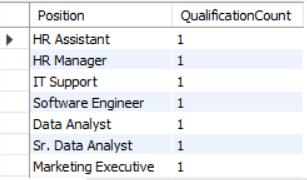 Position QualificationCount
HR Assistant 1
HR Manager 1
IT Support 1
Software Engineer 1
Data Analyst 1
Sr. Data Analyst 1
Marketing Executive 1